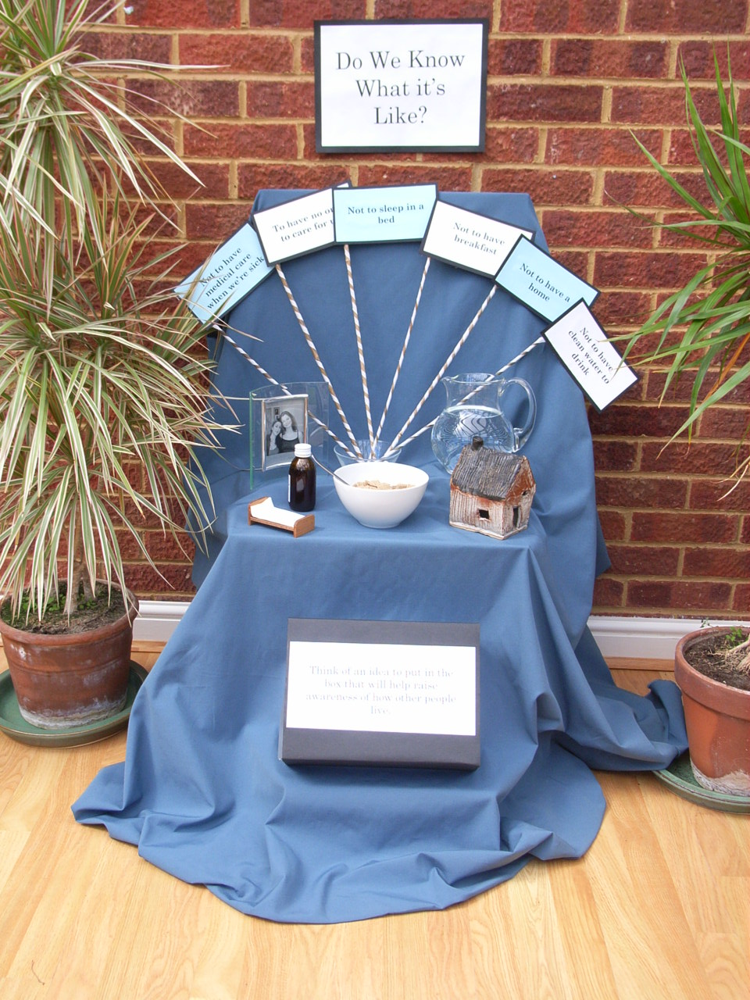 Do We Know
What it's
Like?
Not to have
medical care
when we're sick
To have no
to care for
Not to sleep in a
bed
Not to have
breakfast
Not to have a
home
Not to have
clean water to
drink
Think of an idea to put in the
box that will help raise
awareness of how other people
live.